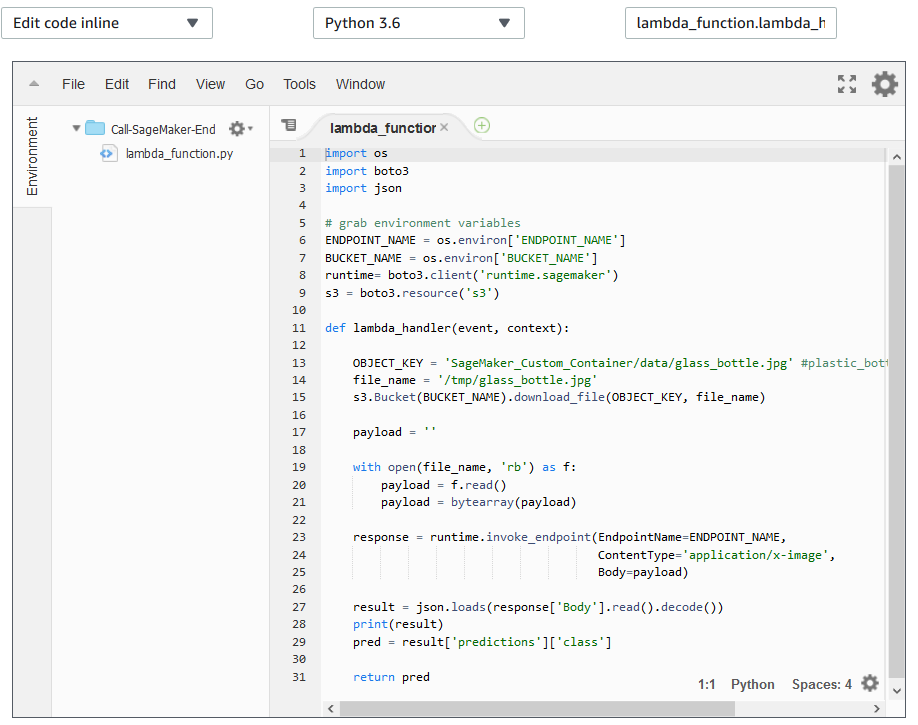 Edit code inline
Python 3.6
lambda_function.lambda_h
File Edit Find View Go Tools Window
Environment
Call-SageMaker-End
lambda_function.py
lambda_function
1 import os
2 import boto3
3 import json
4
5 # grab environment variables
6 ENDPOINT_NAME = os.environ['ENDPOINT_NAME']
7 BUCKET_NAME = os.environ['BUCKET_NAME']
8 runtime= boto3.client('runtime.sagemaker')
9 s3 = boto3.resource('s3')
10
11 def lambda_handler(event, context):
12
13 OBJECT_KEY = 'SageMaker_Custom_Container/data/glass_bottle.jpg' #plastic_bott
14 file_name = '/tmp/glass_bottle.jpg'
15 s3.Bucket(BUCKET_NAME).download_file(OBJECT_KEY, file_name)
16
17 payload = ''
18
19 with open(file_name, 'rb') as f:
20 payload = f.read()
21 payload = bytearray(payload)
22
23 response = runtime.invoke_endpoint(EndpointName=ENDPOINT_NAME,
24 ContentType='application/x-image',
25 Body=payload)
26
27 result = json.loads(response['Body'].read().decode())
28 print(result)
29 pred = result['predictions']['class']
30
31 return pred
1:1 Python Spaces: 4